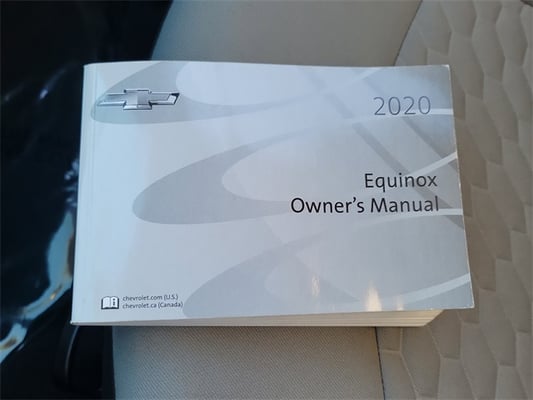 2020
Equinox
Owner's Manual
chevrolet.com (U.S.)
chevrolet.ca (Canada)